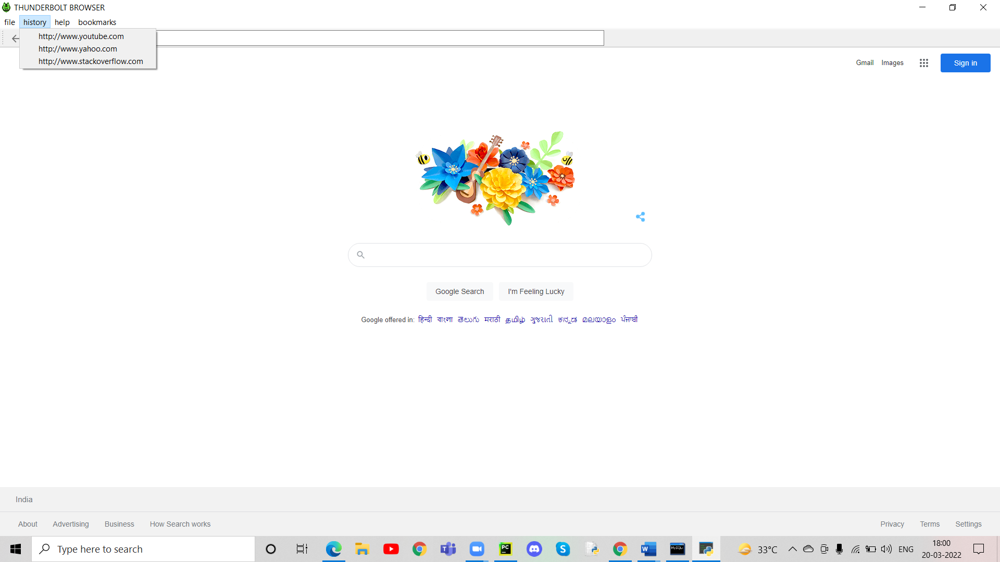 THUNDERBOLT BROWSER
file history help bookmarks
http://www.youtube.com
http://www.yahoo.com
http://www.stackoverflow.com
Gmail Images Sign in
Google Search I'm Feeling Lucky
Google offered in: हिन्दी বাংলা తెలుగు मराठी தமிழ் ગુજરાતી ಕನ್ನಡ മലയാളം ਪੰਜਾਬੀ
India
About Advertising Business How Search works Privacy Terms Settings
Type here to search
PC
W
MySQL
33°C
ENG
18:00
20-03-2022